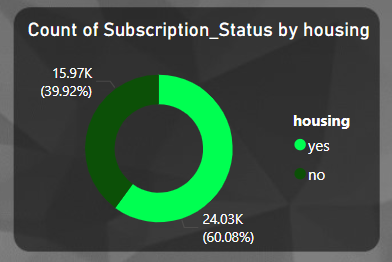 Count of Subscription_Status by housing
15.97K
(39.92%)
housing
yes
no
24.03K
(60.08%)